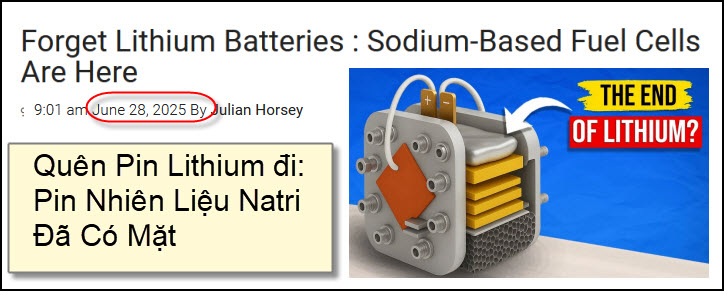 Forget Lithium Batteries : Sodium-Based Fuel Cells
Are Here
9:01 am June 28, 2025 By Julian Horsey
THE END
OF LITHIUM?
+ -
Quên Pin Lithium đi:
Pin Nhiên Liệu Natri
Đã Có Mặt